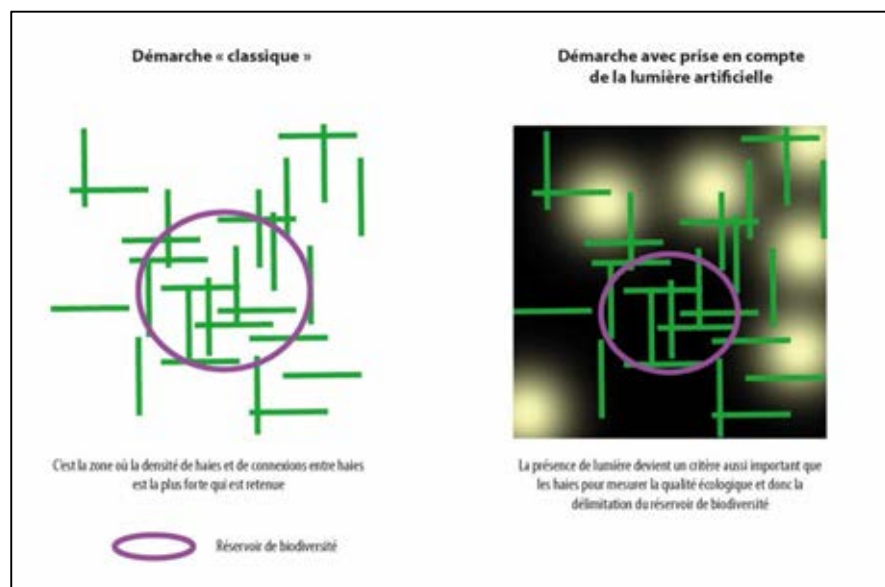 Démarche « classique »
Démarche avec prise en compte
de la lumière artificielle
C'est la zone où la densité de haies et de connexions entre haies
est la plus forte qui est retenue
La présence de lumière devient un critère aussi important que
les haies pour mesurer la qualité écologique et donc la
délimitation du réservoir de biodiversité
Réservoir de biodiversité